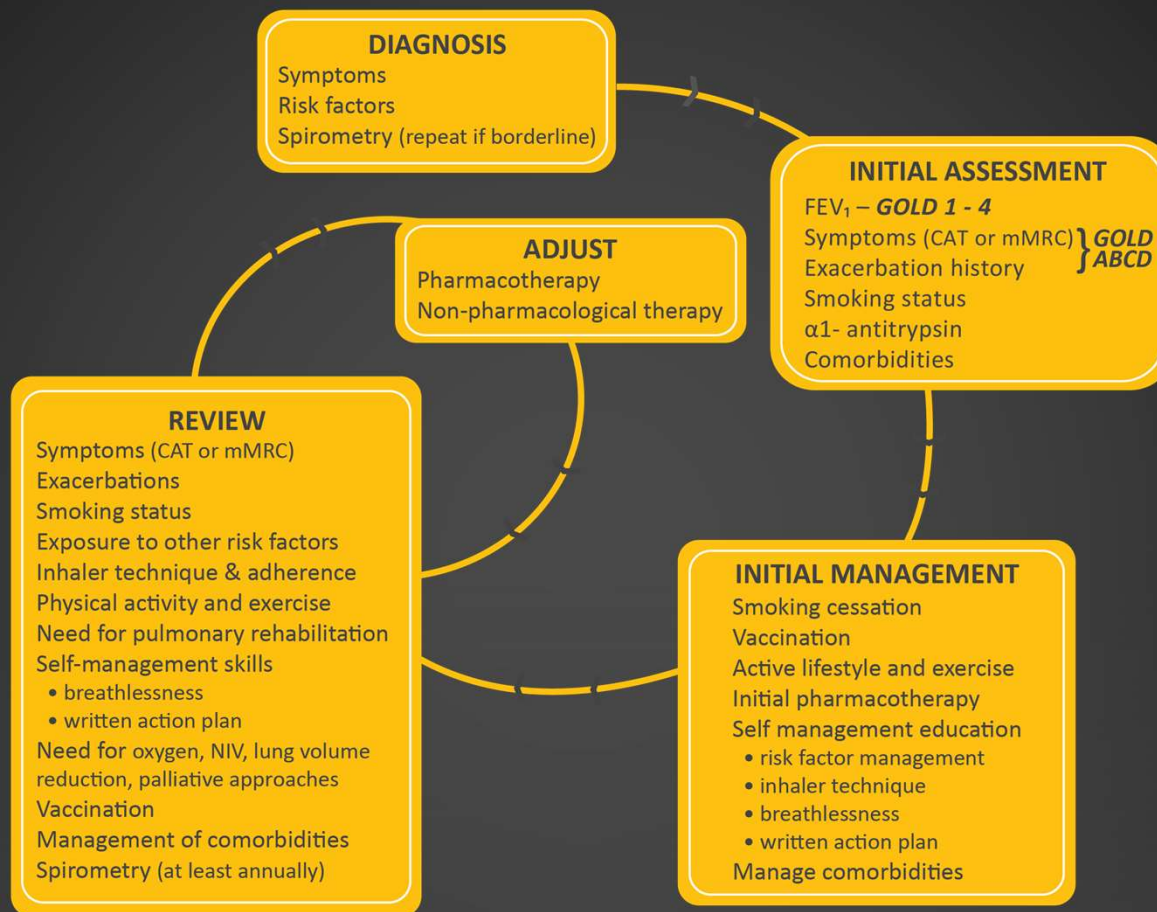 DIAGNOSIS
Symptoms
Risk factors
Spirometry (repeat if borderline)
INITIAL ASSESSMENT
FEV₁ – GOLD 1 - 4
Symptoms (CAT or mMRC) } GOLD
Exacerbation history ABCD
Smoking status
α1- antitrypsin
Comorbidities
ADJUST
Pharmacotherapy
Non-pharmacological therapy
REVIEW
Symptoms (CAT or mMRC)
Exacerbations
Smoking status
Exposure to other risk factors
Inhaler technique & adherence
Physical activity and exercise
Need for pulmonary rehabilitation
Self-management skills
• breathlessness
• written action plan
Need for oxygen, NIV, lung volume
reduction, palliative approaches
Vaccination
Management of comorbidities
Spirometry (at least annually)
INITIAL MANAGEMENT
Smoking cessation
Vaccination
Active lifestyle and exercise
Initial pharmacotherapy
Self management education
• risk factor management
• inhaler technique
• breathlessness
• written action plan
Manage comorbidities